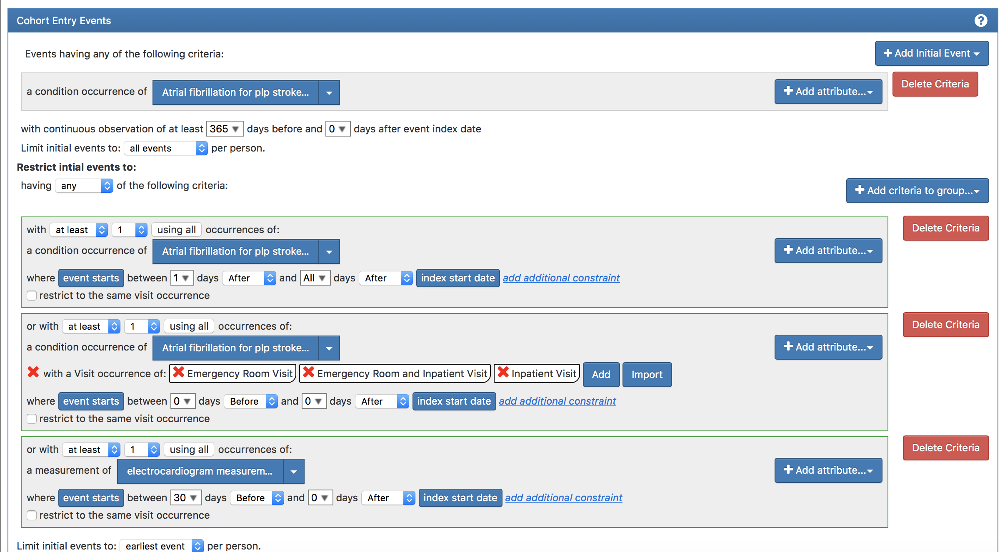 Cohort Entry Events
?
Events having any of the following criteria:
+ Add Initial Event
a condition occurrence of Atrial fibrillation for plp stroke...
+ Add attribute...
Delete Criteria
with continuous observation of at least 365 days before and 0 days after event index date
Limit initial events to: all events per person.
Restrict intial events to:
having any of the following criteria:
+ Add criteria to group...
with at least 1 using all occurrences of:
Delete Criteria
a condition occurrence of Atrial fibrillation for plp stroke...
+ Add attribute...
where event starts between 1 days After and All days After index start date add additional constraint
restrict to the same visit occurrence
or with at least 1 using all occurrences of:
Delete Criteria
a condition occurrence of Atrial fibrillation for plp stroke...
+ Add attribute...
with a Visit occurrence of: Emergency Room Visit Emergency Room and Inpatient Visit Inpatient Visit Add Import
where event starts between 0 days Before and 0 days After index start date add additional constraint
restrict to the same visit occurrence
or with at least 1 using all occurrences of:
Delete Criteria
a measurement of electrocardiogram measurem...
+ Add attribute...
where event starts between 30 days Before and 0 days After index start date add additional constraint
restrict to the same visit occurrence
Limit initial events to: earliest event per person.